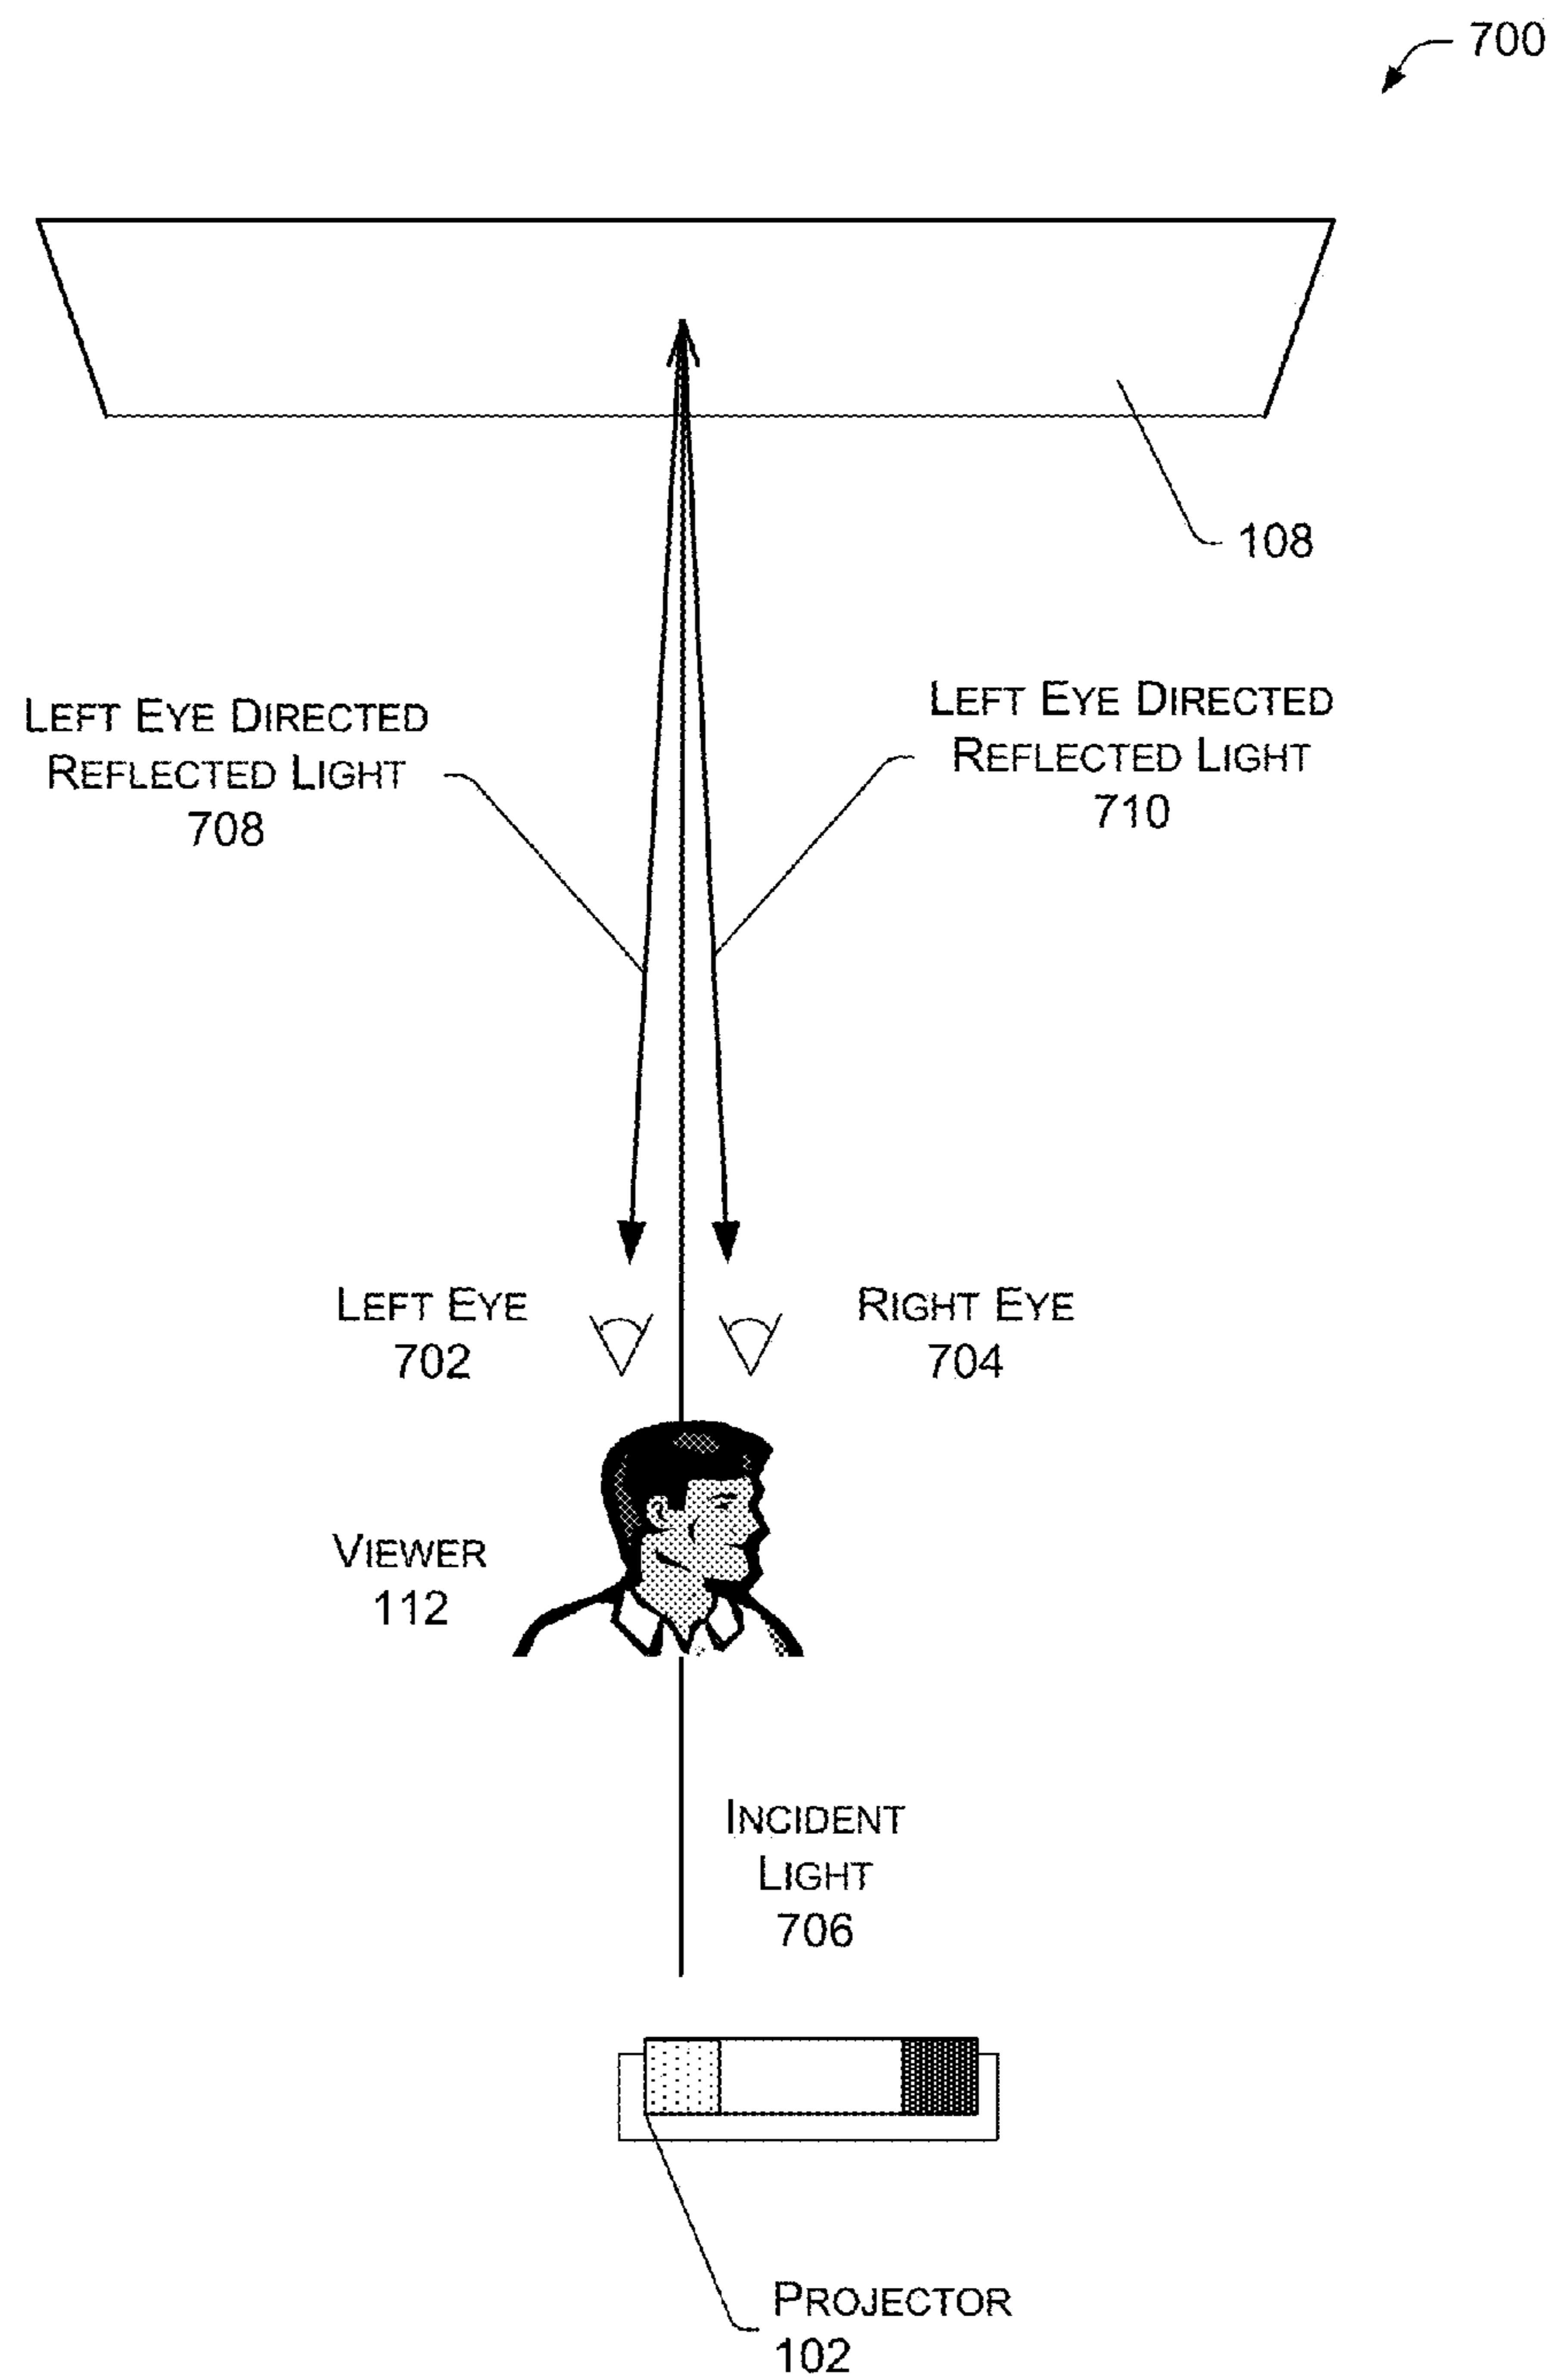 700
108
LEFT EYE DIRECTED
REFLECTED LIGHT
708
LEFT EYE DIRECTED
REFLECTED LIGHT
710
LEFT EYE
702
RIGHT EYE
704
VIEWER
112
INCIDENT
LIGHT
706
PROJECTOR
102